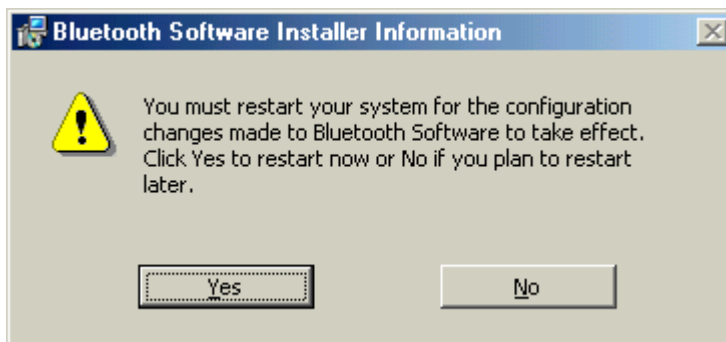 Bluetooth Software Installer Information
You must restart your system for the configuration
changes made to Bluetooth Software to take effect.
Click Yes to restart now or No if you plan to restart
later.
Yes
No